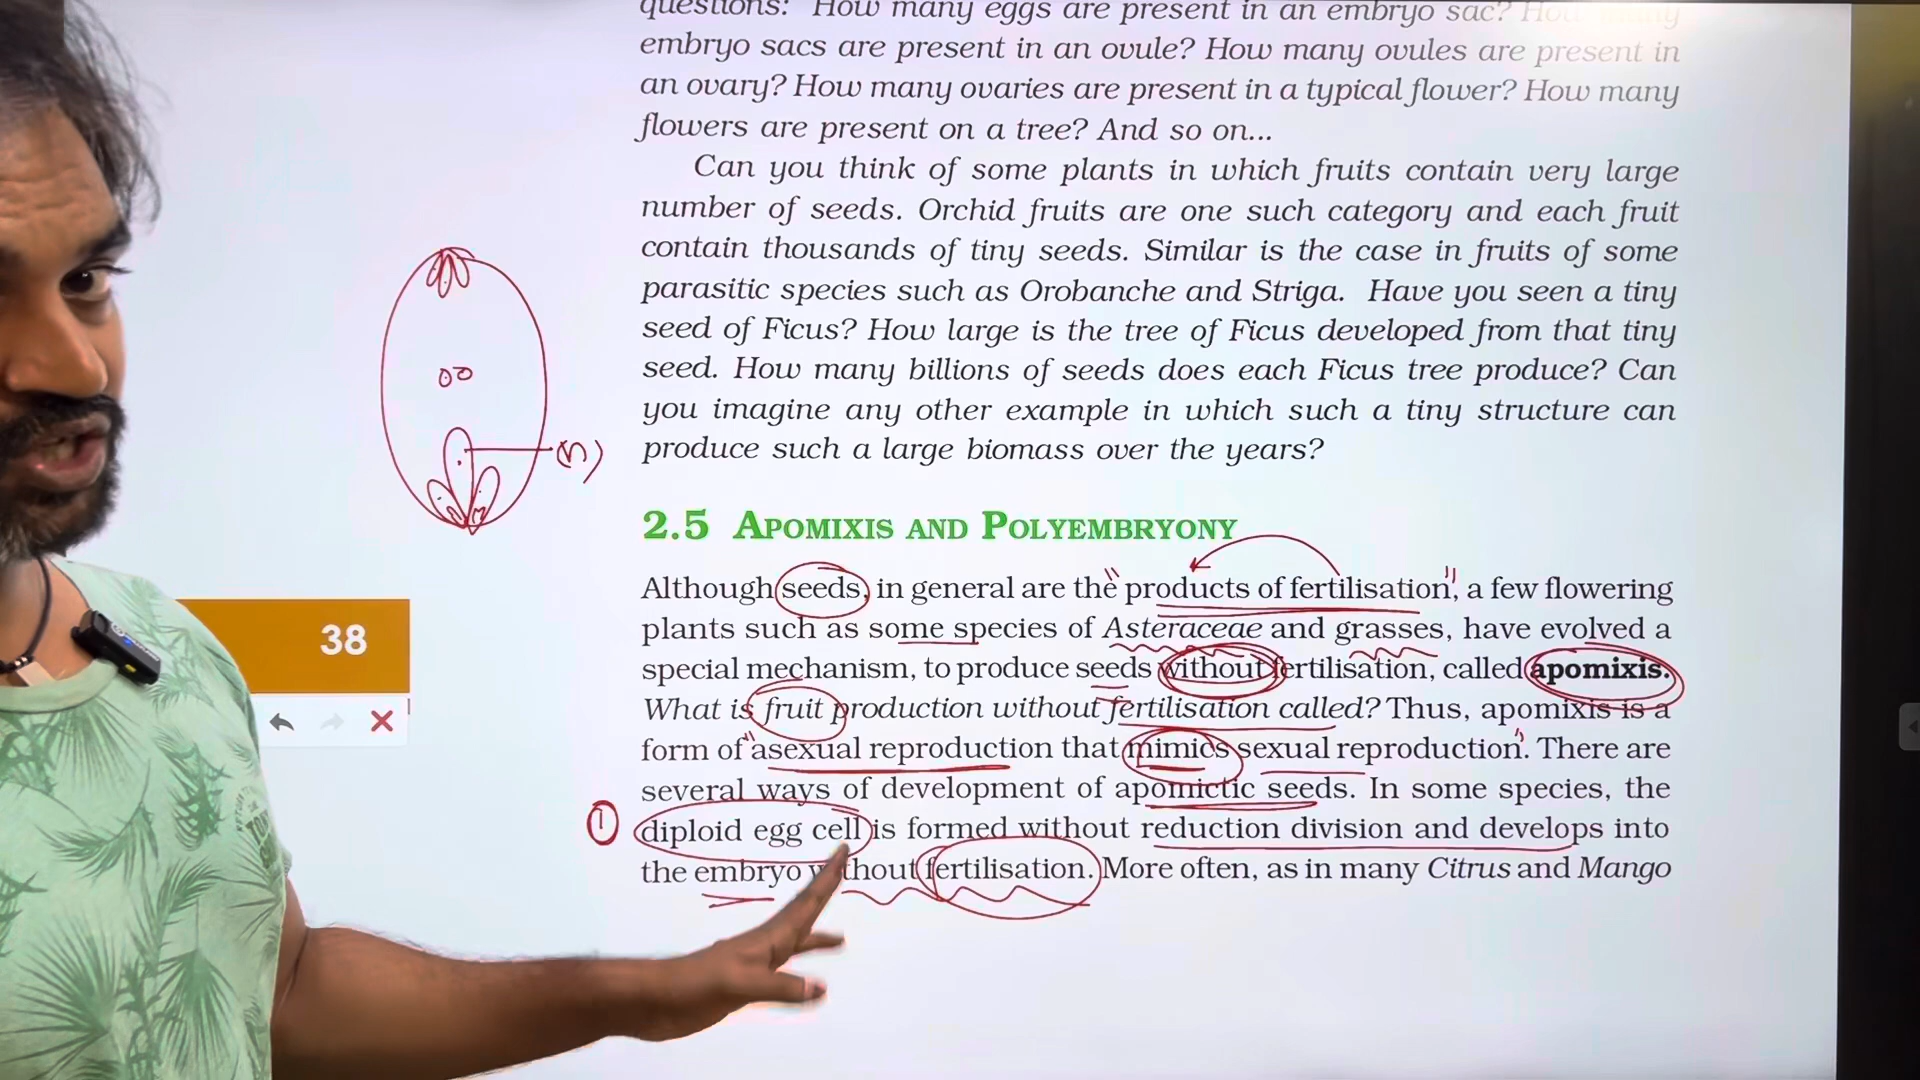 questions: How many eggs are present in an embryo sac? How many
embryo sacs are present in an ovule? How many ovules are present in
an ovary? How many ovaries are present in a typical flower? How many
flowers are present on a tree? And so on...
Can you think of some plants in which fruits contain very large
number of seeds. Orchid fruits are one such category and each fruit
contain thousands of tiny seeds. Similar is the case in fruits of some
parasitic species such as Orobanche and Striga. Have you seen a tiny
seed of Ficus? How large is the tree of Ficus developed from that tiny
seed. How many billions of seeds does each Ficus tree produce? Can
you imagine any other example in which such a tiny structure can
produce such a large biomass over the years?
(n)
2.5 APOMIXIS AND POLYEMBRYONY
Although seeds, in general are the "products of fertilisation", a few flowering
plants such as some species of Asteraceae and grasses, have evolved a
special mechanism, to produce seeds without fertilisation, called apomixis.
What is fruit production without fertilisation called? Thus, apomixis is a
form of "asexual reproduction that mimics sexual reproduction". There are
several ways of development of apomictic seeds. In some species, the
① diploid egg cell is formed without reduction division and develops into
the embryo without fertilisation. More often, as in many Citrus and Mango
38